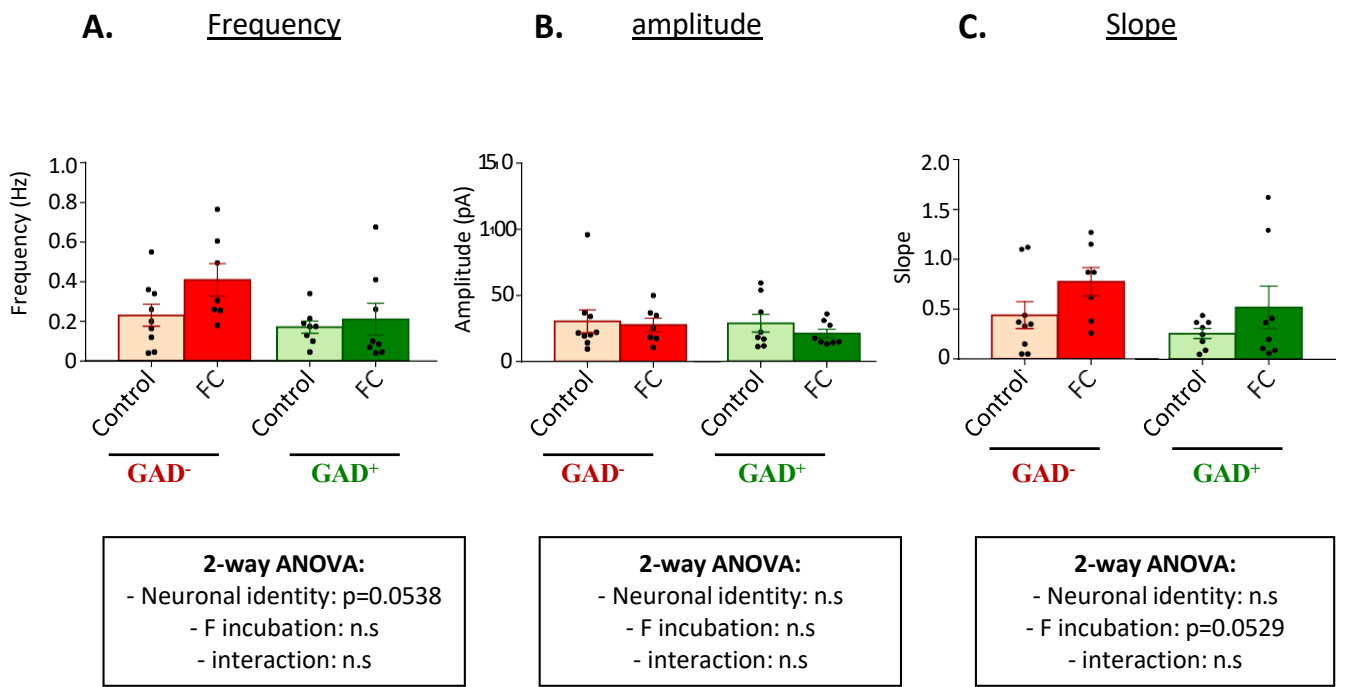 A. Frequency
B. amplitude
C. Slope
Frequency (Hz)
1.0
0.8
0.6
0.4
0.2
0
Control
FC
Control
FC
GAD-
GAD+
Amplitude (pA)
150
100
50
0
Control
FC
Control
FC
GAD-
GAD+
Slope
2.0
1.5
1.0
0.5
0
Control
FC
Control
FC
GAD-
GAD+
2-way ANOVA:
- Neuronal identity: p=0.0538
- F incubation: n.s
- interaction: n.s
2-way ANOVA:
- Neuronal identity: n.s
- F incubation: n.s
- interaction: n.s
2-way ANOVA:
- Neuronal identity: n.s
- F incubation: p=0.0529
- interaction: n.s